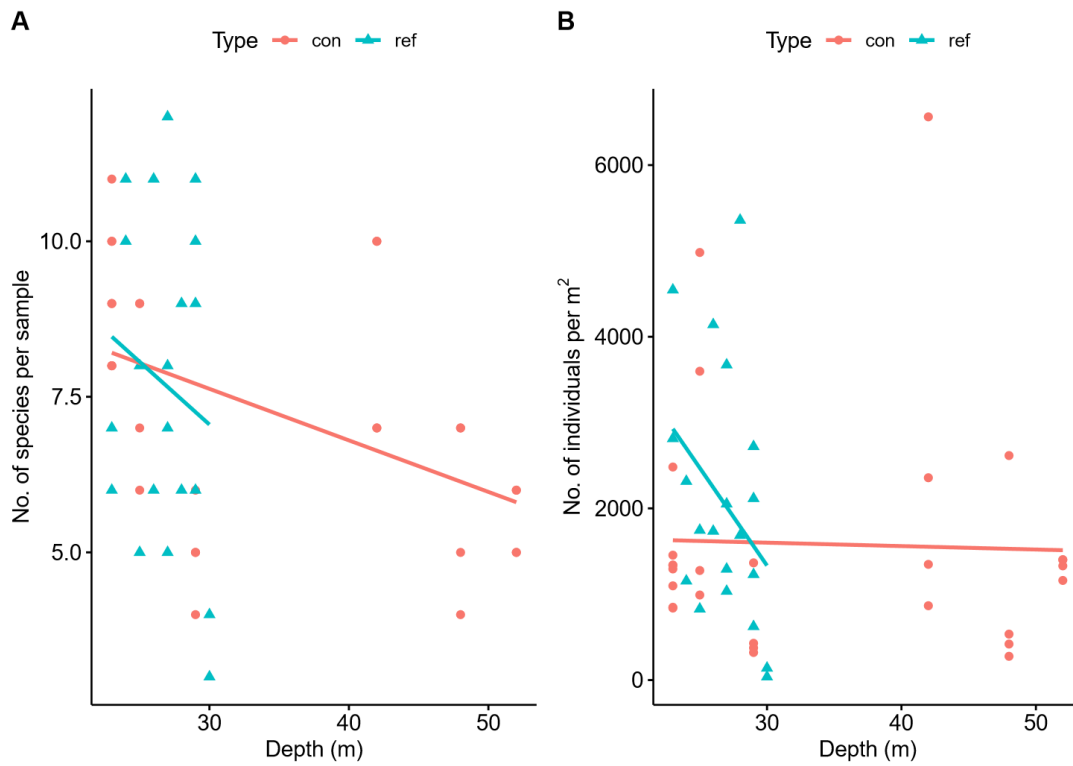 A
Type con ref
No. of species per sample
10.0
7.5
5.0
30 40 50
Depth (m)
B
Type con ref
No. of individuals per m²
6000
4000
2000
0
30 40 50
Depth (m)